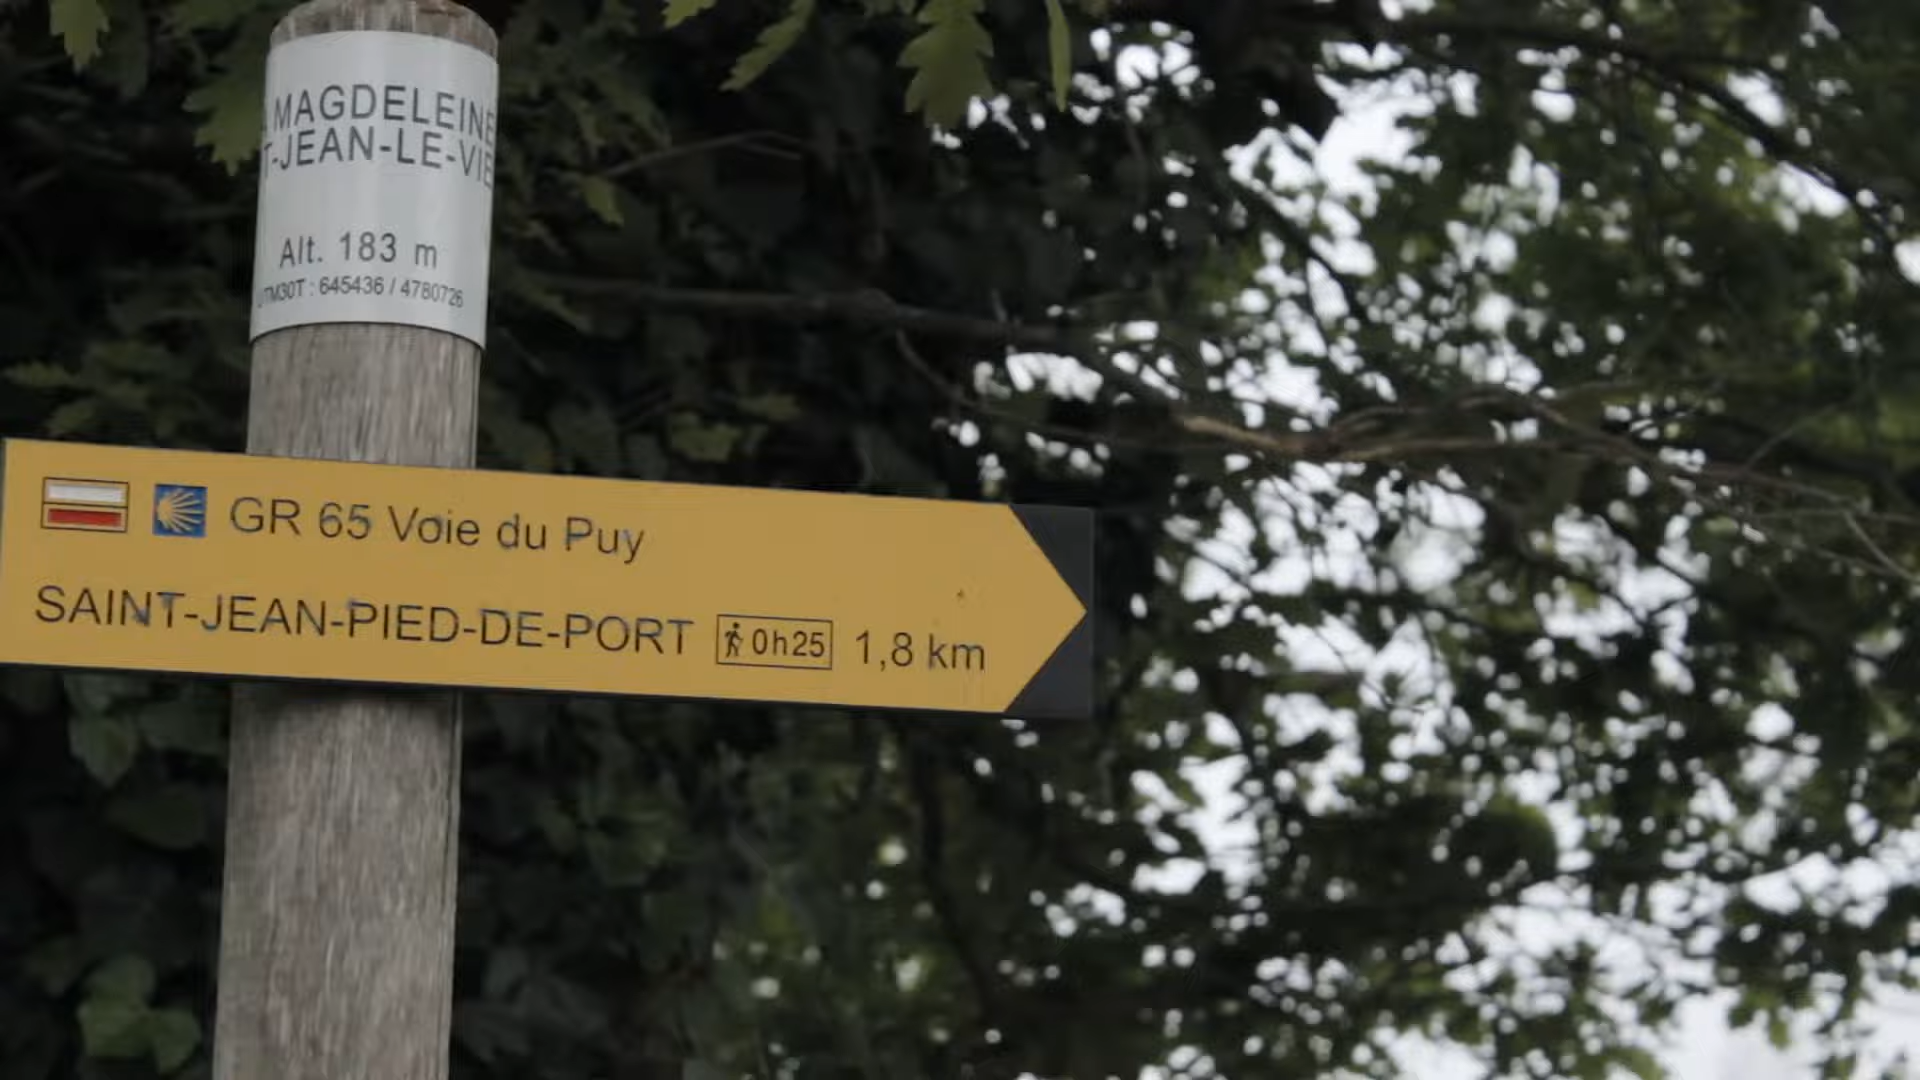 MAGDELEINE
T-JEAN-LE-VIE
Alt. 183 m
UTM30T : 645436 / 4780726
GR 65 Voie du Puy
SAINT-JEAN-PIED-DE-PORT 0h25 1,8 km